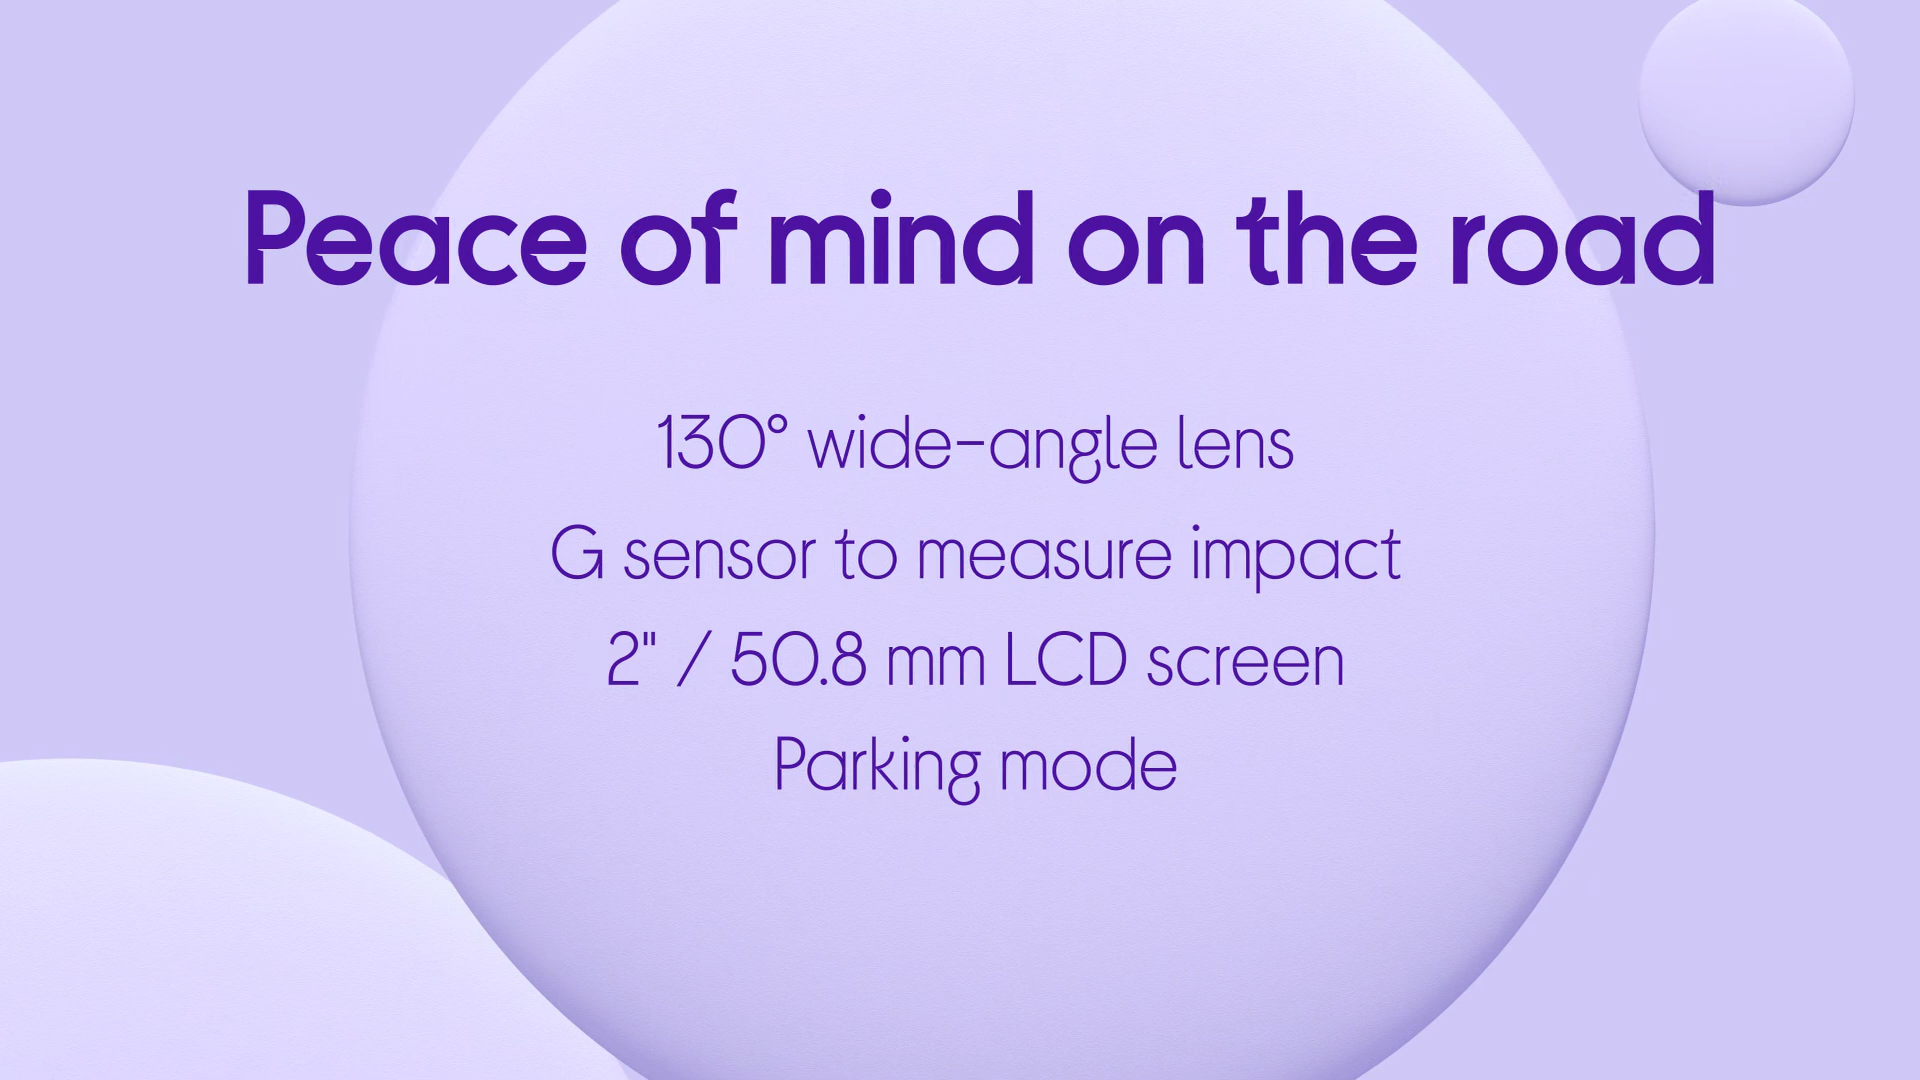 Peace of mind on the road
130° wide-angle lens
G sensor to measure impact
2" / 50.8 mm LCD screen
Parking mode